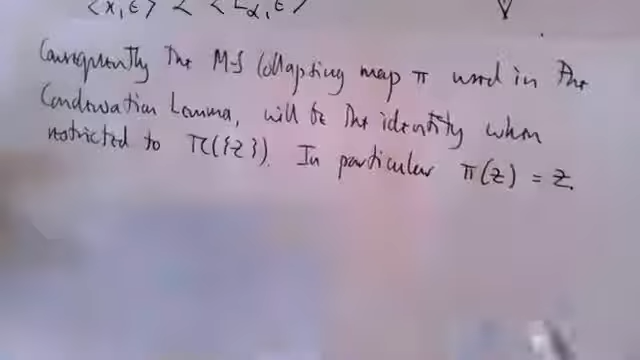 ⟨x,∈⟩ ≺ ⟨L_α,∈⟩
Consequently the M-S Collapsing map π used in the
Condensation Lemma, will be the identity when
restricted to TC({z}). In particular π(z) = z.